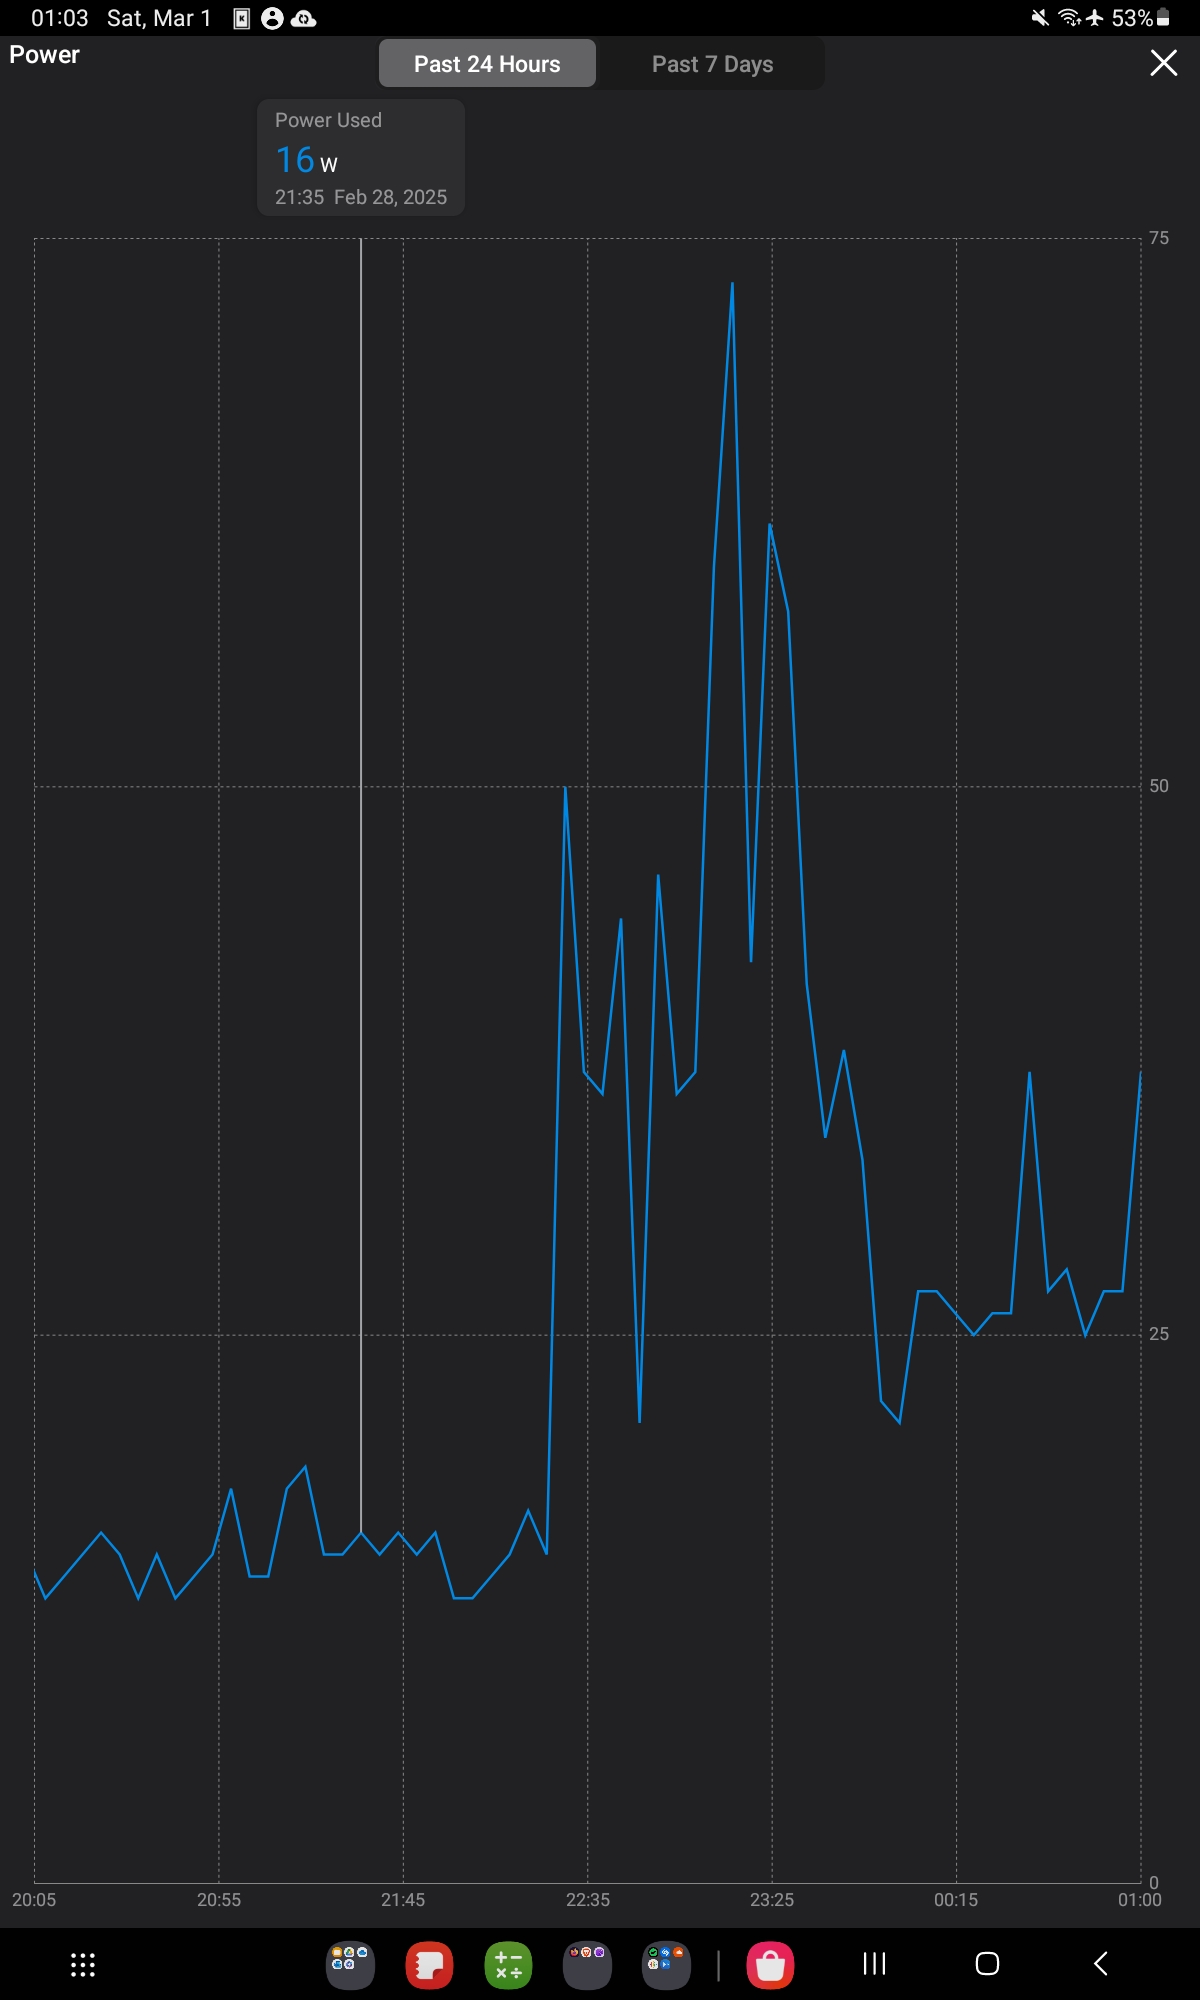 01:03 Sat, Mar 1
53%
Power
Past 24 Hours
Past 7 Days
Power Used
16 W
21:35 Feb 28, 2025
75
50
25
0
20:05
20:55
21:45
22:35
23:25
00:15
01:00